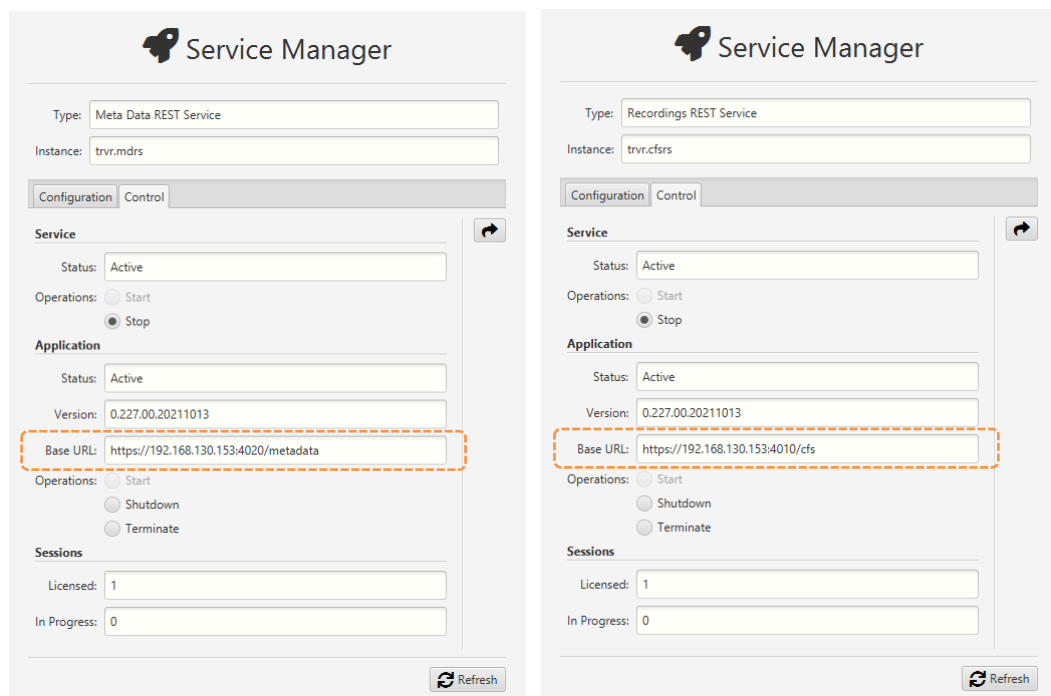 Service Manager
Type: Meta Data REST Service
Instance: trvr.mdrs
Configuration Control
Service
Status: Active
Operations: Start
Stop
Application
Status: Active
Version: 0.227.00.20211013
Base URL: https://192.168.130.153:4020/metadata
Operations: Start
Shutdown
Terminate
Sessions
Licensed: 1
In Progress: 0
Refresh
Service Manager
Type: Recordings REST Service
Instance: trvr.cfsrs
Configuration Control
Service
Status: Active
Operations: Start
Stop
Application
Status: Active
Version: 0.227.00.20211013
Base URL: https://192.168.130.153:4010/cfs
Operations: Start
Shutdown
Terminate
Sessions
Licensed: 1
In Progress: 0
Refresh